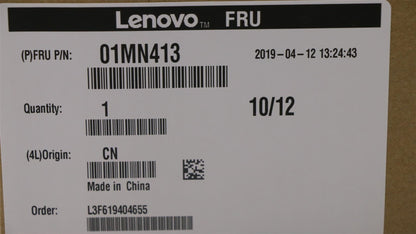 Lenovo™ FRU
(P)FRU P/N: 01MN413 2019-04-12 13:24:43
Quantity: 1 10/12
(4L)Origin: CN
Made in China
Order: L3F619404655